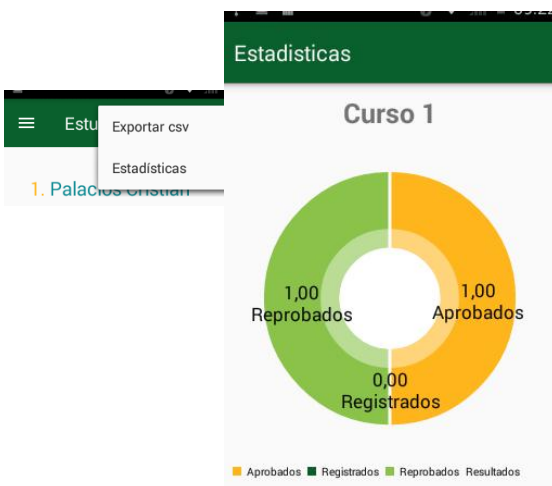 Estu
Exportar csv
Estadísticas
1. Palacios Cristian
Estadisticas
Curso 1
1,00
Reprobados
1,00
Aprobados
0,00
Registrados
Aprobados Registrados Reprobados Resultados